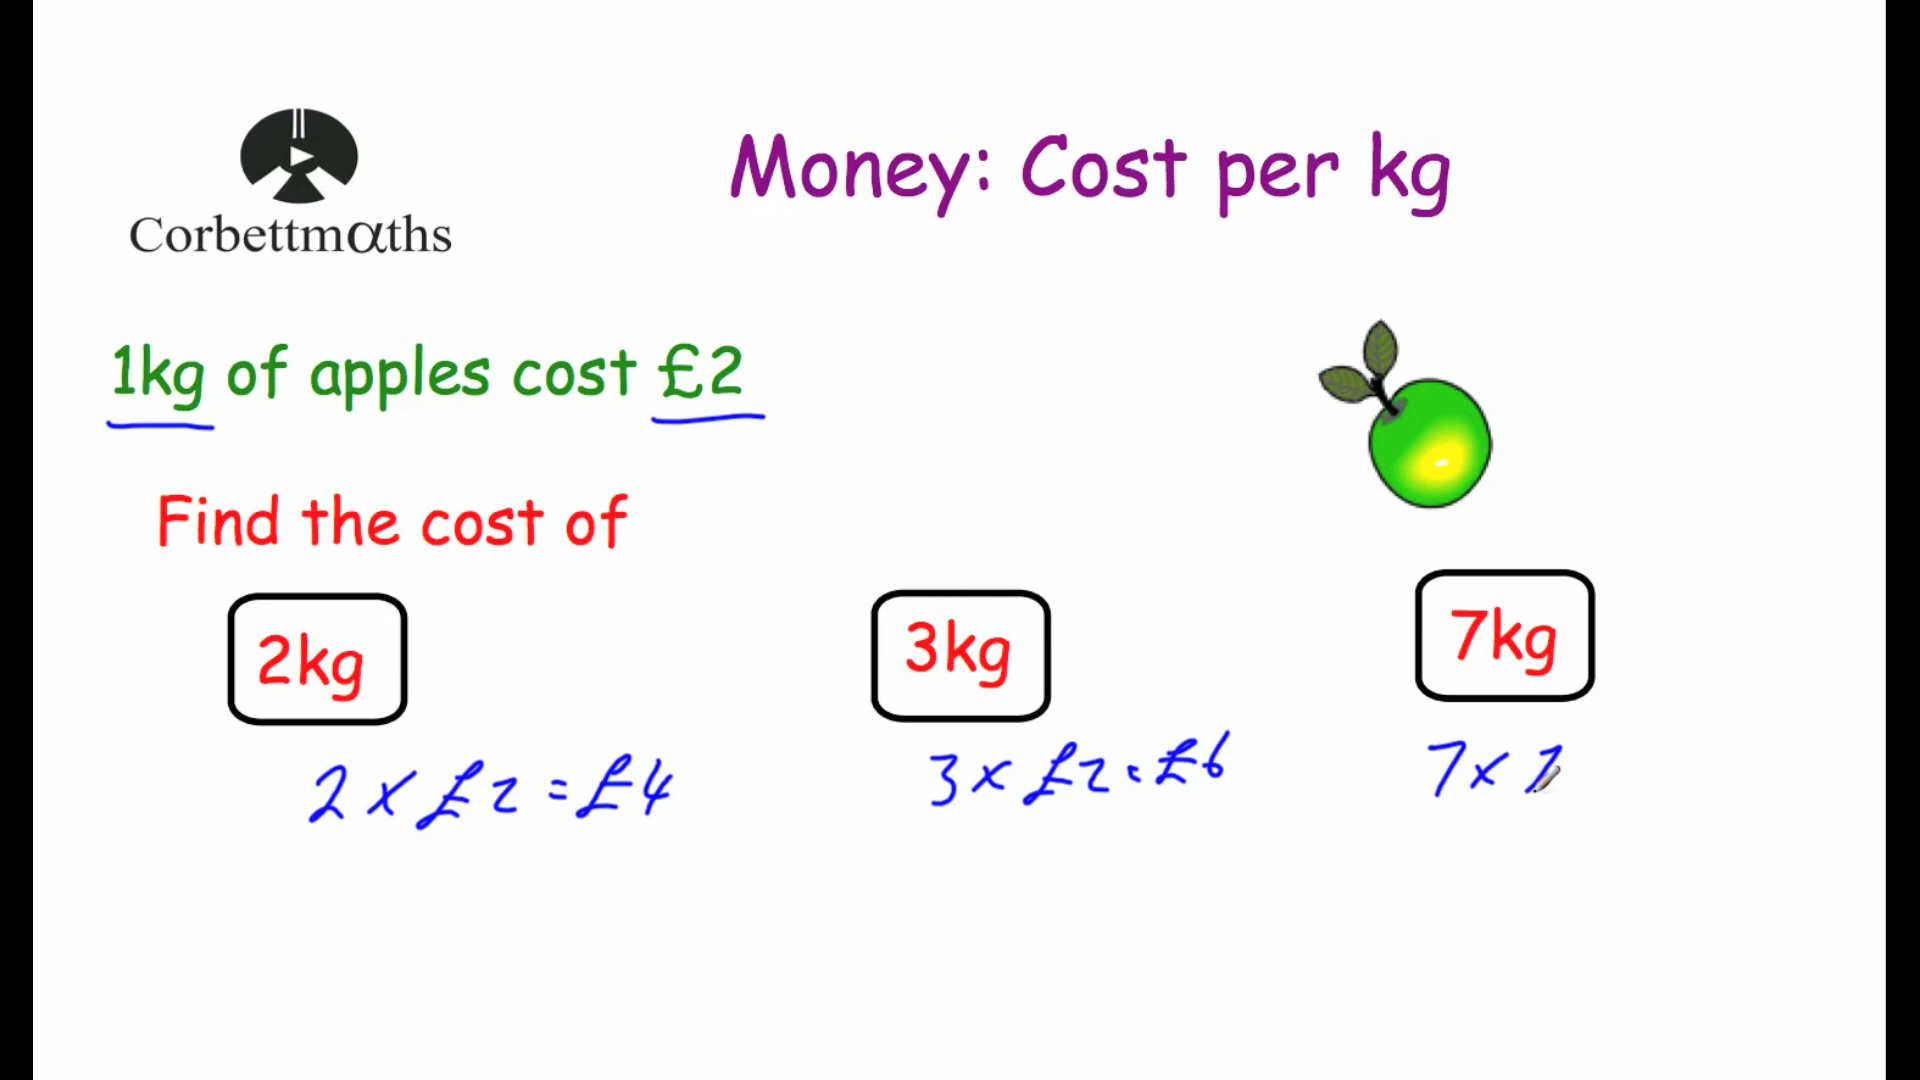 Corbettmαths
Money: Cost per kg
1kg of apples cost £2
Find the cost of
2kg
3kg
7kg
2 × £2 = £4
3 × £2 = £6
7 ×